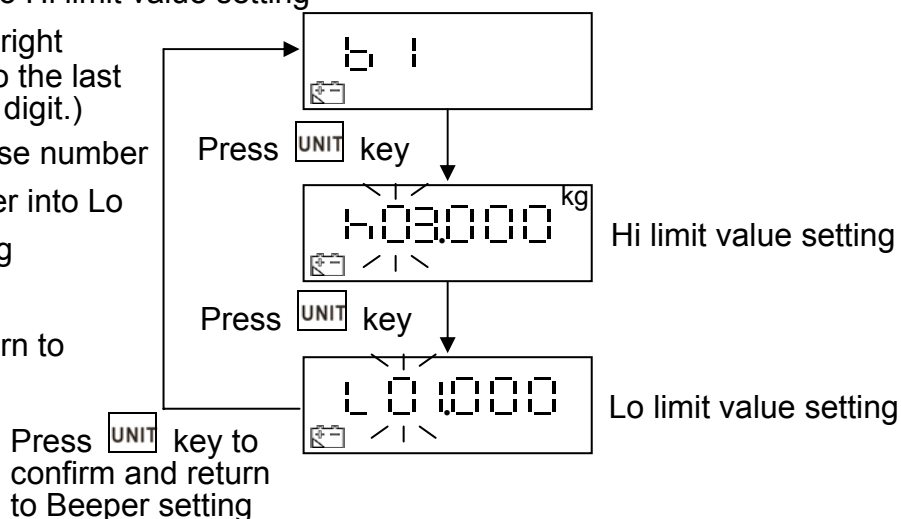 Hi limit value setting
right
the last
digit.)
se number
er into Lo
g
rn to
b 1
Press UNIT key
kg
h03.000
Hi limit value setting
Press UNIT key
L 01.000
Lo limit value setting
Press UNIT key to
confirm and return
to Beeper setting